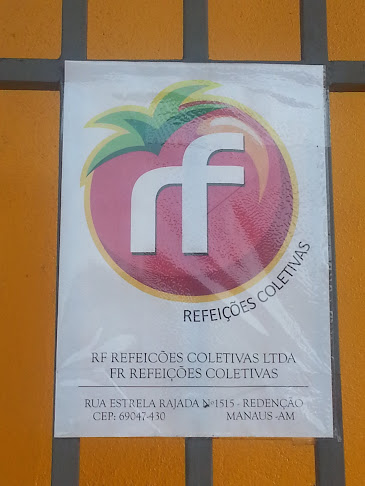 rf
REFEIÇÕES COLETIVAS
RF REFEICÕES COLETIVAS LTDA
FR REFEIÇÕES COLETIVAS
RUA ESTRELA RAJADA Nº1515 - REDENÇÃO
CEP: 69047-430 MANAUS -AM